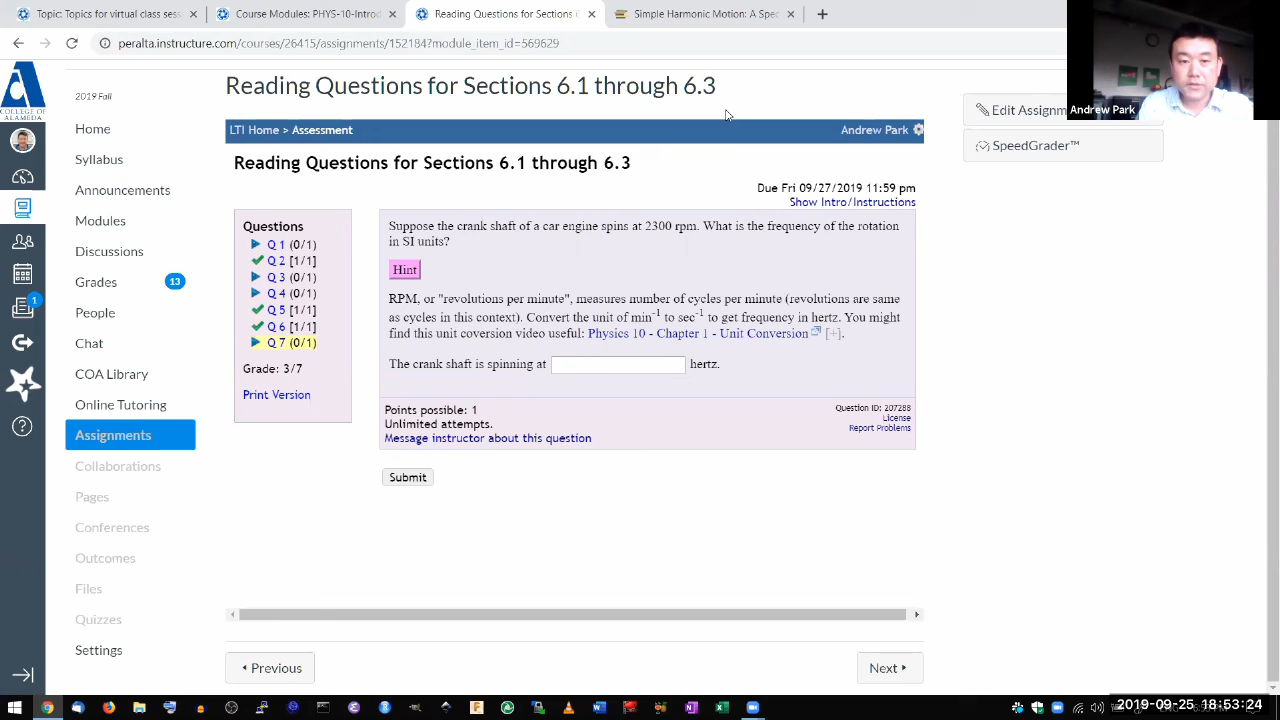 Topic: Topics for virtual class sess
Course Modules: PHYS-10-Introd
Reading Questions for Sections 6
Simple Harmonic Motion: A Spec
peralta.instructure.com/courses/26415/assignments/152184?module_item_id=569629
COLLEGE OF
ALAMEDA
1
2019 Fall
Home
Syllabus
Announcements
Modules
Discussions
Grades
13
People
Chat
COA Library
Online Tutoring
Assignments
Collaborations
Pages
Conferences
Outcomes
Files
Quizzes
Settings
Reading Questions for Sections 6.1 through 6.3
LTI Home > Assessment
Andrew Park
Reading Questions for Sections 6.1 through 6.3
Due Fri 09/27/2019 11:59 pm
Show Intro/Instructions
Questions
Q 1 (0/1)
Q 2 [1/1]
Q 3 (0/1)
Q 4 (0/1)
Q 5 [1/1]
Q 6 [1/1]
Q 7 (0/1)
Grade: 3/7
Print Version
Suppose the crank shaft of a car engine spins at 2300 rpm. What is the frequency of the rotation
in SI units?
Hint
RPM, or "revolutions per minute", measures number of cycles per minute (revolutions are same
as cycles in this context). Convert the unit of min⁻¹ to sec⁻¹ to get frequency in hertz. You might
find this unit coversion video useful: Physics 10 - Chapter 1 - Unit Conversion [+].
The crank shaft is spinning at hertz.
Points possible: 1
Unlimited attempts.
Message instructor about this question
Question ID: 207288
License
Report Problems
Submit
Previous
Next
Edit Assignm
SpeedGrader™
Andrew Park
2019-09-25 18:53:24